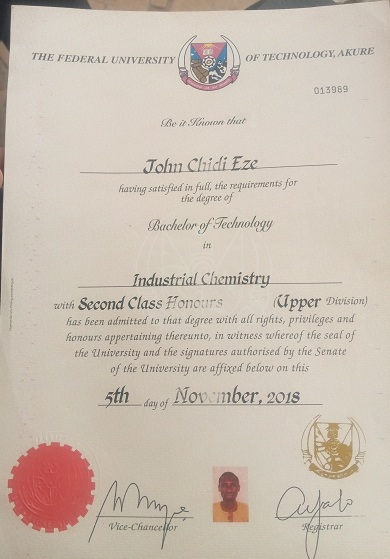 THE FEDERAL UNIVERSITY OF TECHNOLOGY, AKURE
013989
Be it Known that
John Chidi Eze
having satisfied in full, the requirements for
the degree of
Bachelor of Technology
in
Industrial Chemistry
with Second Class Honours (Upper Division)
has been admitted to that degree with all rights, privileges and
honours appertaining thereunto, in witness whereof the seal of
the University and the signatures authorised by the Senate
of the University are affixed below on this
5th day of November, 2018
Vice-Chancellor
Registrar